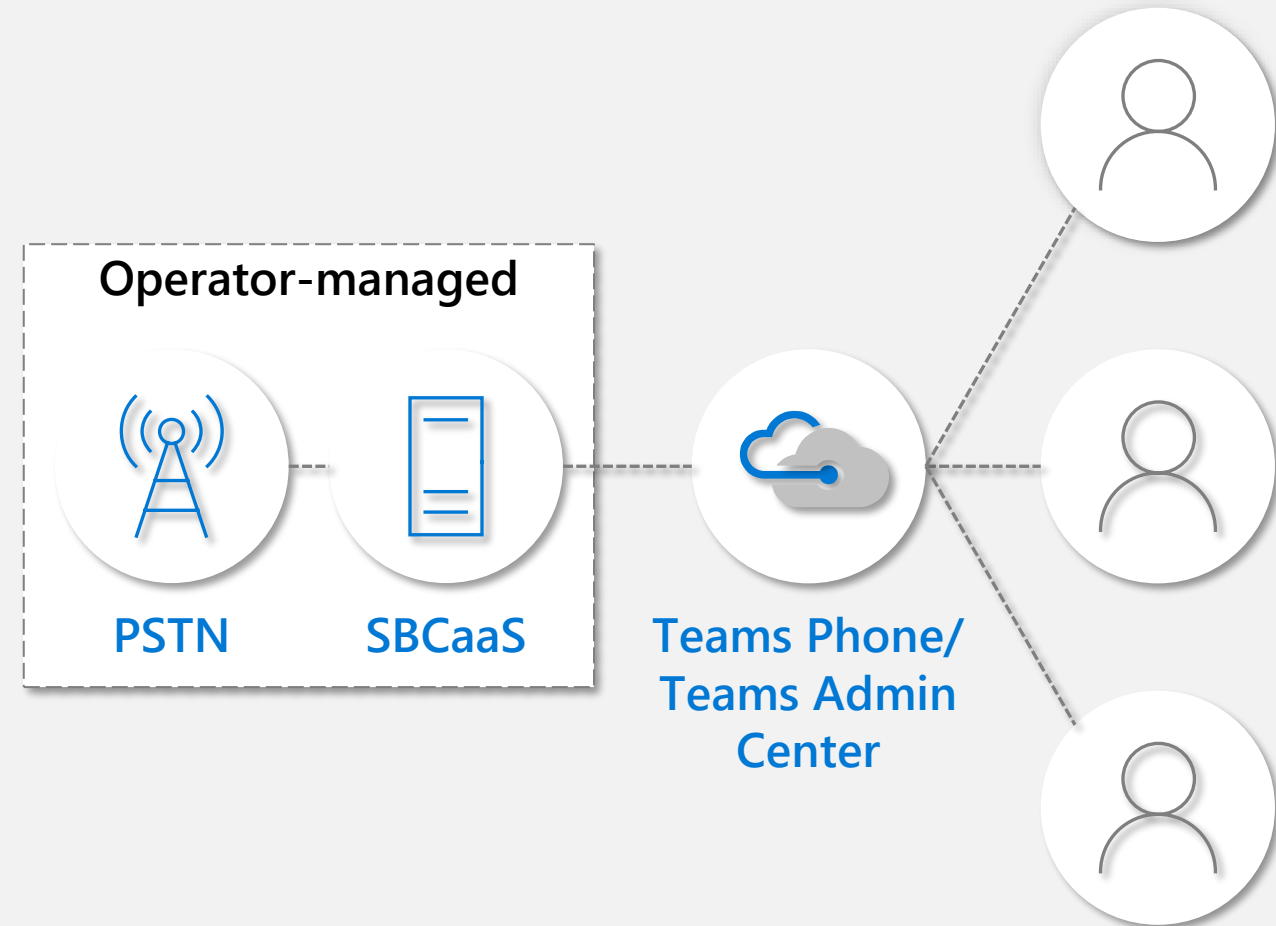 Operator-managed
PSTN
SBCaaS
Teams Phone/
Teams Admin
Center